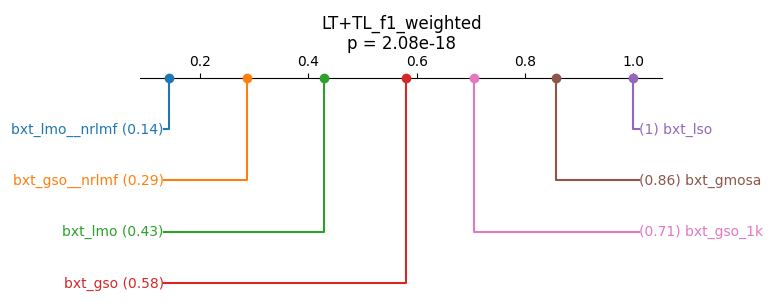 LT+TL_f1_weighted
p = 2.08e-18
0.2 0.4 0.6 0.8 1.0
bxt_lmo__nrlmf (0.14)
(1) bxt_lso
bxt_gso__nrlmf (0.29)
(0.86) bxt_gmosa
bxt_lmo (0.43)
(0.71) bxt_gso_1k
bxt_gso (0.58)